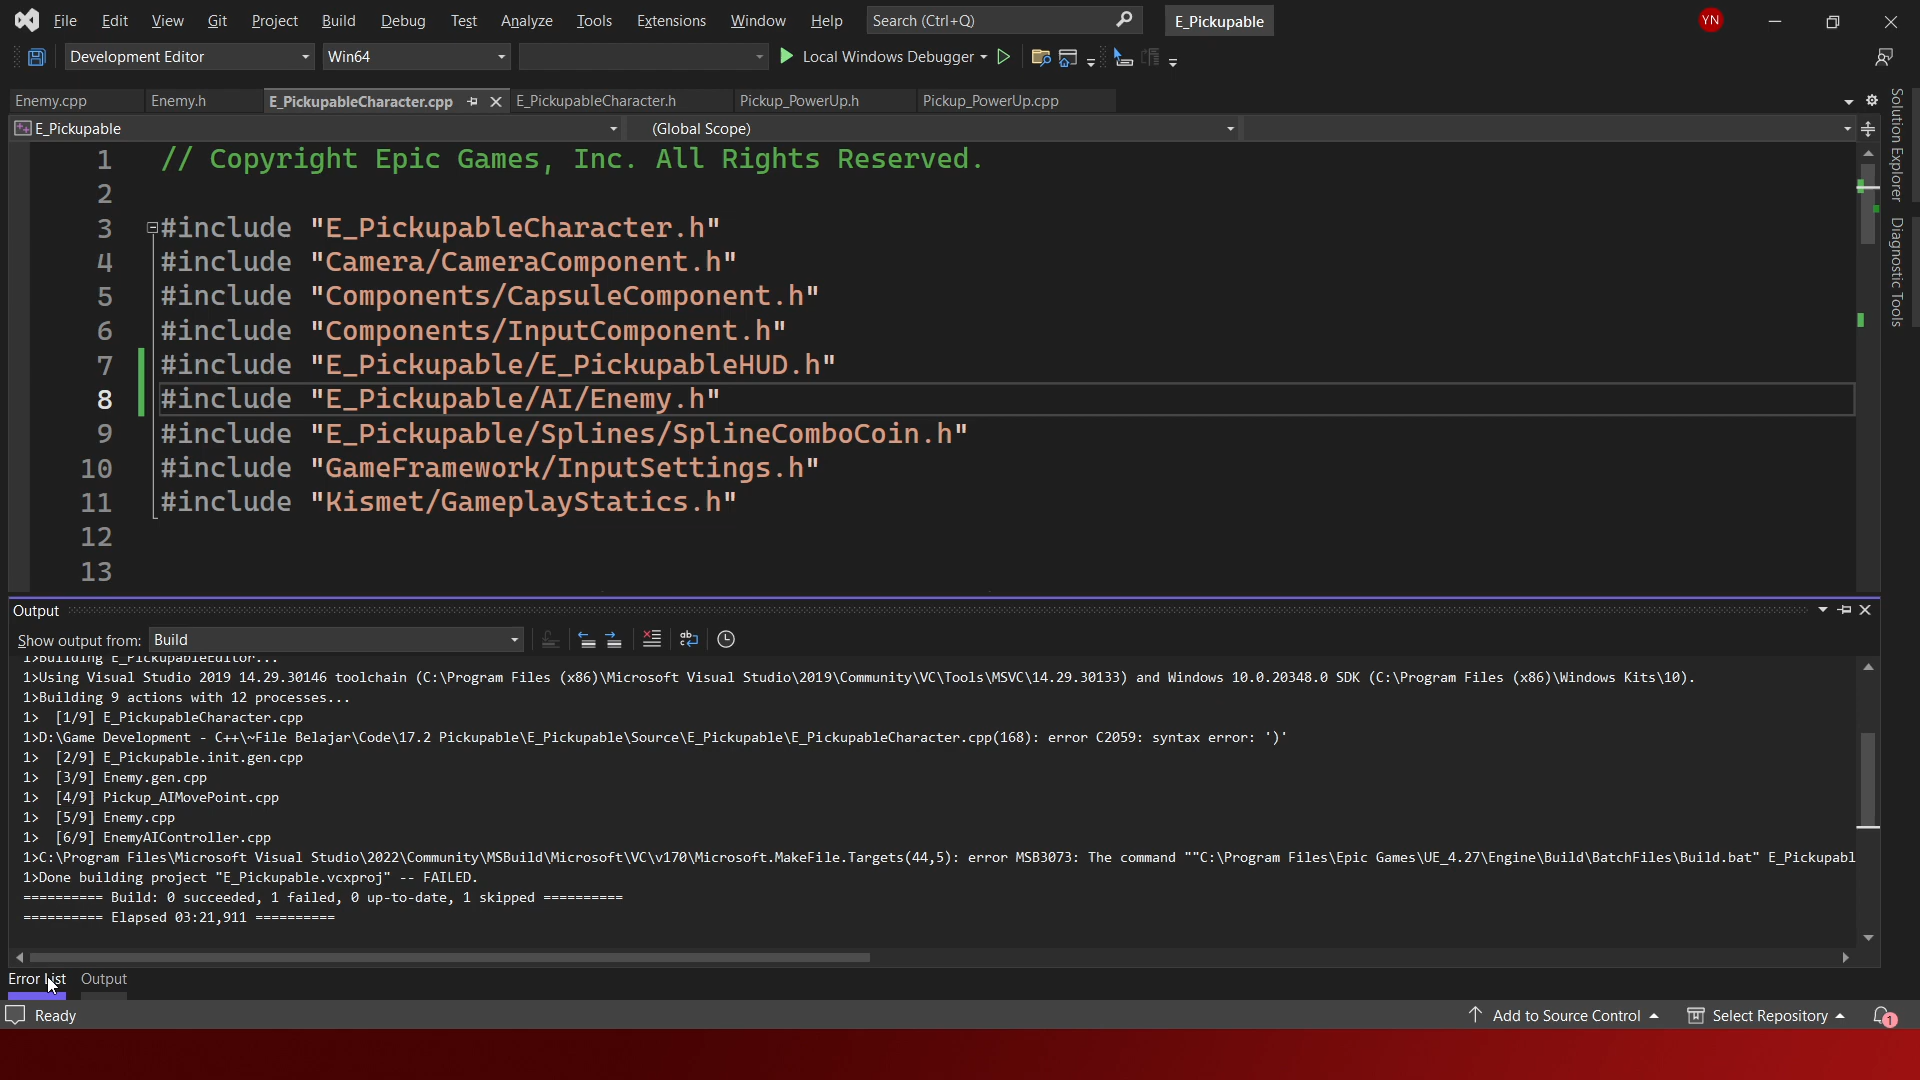 File Edit View Git Project Build Debug Test Analyze Tools Extensions Window Help Search (Ctrl+Q) E_Pickupable YN
Development Editor Win64 Local Windows Debugger
Enemy.cpp Enemy.h E_PickupableCharacter.cpp E_PickupableCharacter.h Pickup_PowerUp.h Pickup_PowerUp.cpp
E_Pickupable (Global Scope)
Solution Explorer
Diagnostic Tools
1 // Copyright Epic Games, Inc. All Rights Reserved.
2
3 #include "E_PickupableCharacter.h"
4 #include "Camera/CameraComponent.h"
5 #include "Components/CapsuleComponent.h"
6 #include "Components/InputComponent.h"
7 #include "E_Pickupable/E_PickupableHUD.h"
8 #include "E_Pickupable/AI/Enemy.h"
9 #include "E_Pickupable/Splines/SplineComboCoin.h"
10 #include "GameFramework/InputSettings.h"
11 #include "Kismet/GameplayStatics.h"
12
13
Output
Show output from: Build
1>Building E_PickupableEditor...
1>Using Visual Studio 2019 14.29.30146 toolchain (C:\Program Files (x86)\Microsoft Visual Studio\2019\Community\VC\Tools\MSVC\14.29.30133) and Windows 10.0.20348.0 SDK (C:\Program Files (x86)\Windows Kits\10).
1>Building 9 actions with 12 processes...
1> [1/9] E_PickupableCharacter.cpp
1>D:\Game Development - C++\~File Belajar\Code\17.2 Pickupable\E_Pickupable\Source\E_Pickupable\E_PickupableCharacter.cpp(168): error C2059: syntax error: ')'
1> [2/9] E_Pickupable.init.gen.cpp
1> [3/9] Enemy.gen.cpp
1> [4/9] Pickup_AIMovePoint.cpp
1> [5/9] Enemy.cpp
1> [6/9] EnemyAIController.cpp
1>C:\Program Files\Microsoft Visual Studio\2022\Community\MSBuild\Microsoft\VC\v170\Microsoft.MakeFile.Targets(44,5): error MSB3073: The command ""C:\Program Files\Epic Games\UE_4.27\Engine\Build\BatchFiles\Build.bat" E_Pickupabl
1>Done building project "E_Pickupable.vcxproj" -- FAILED.
========== Build: 0 succeeded, 1 failed, 0 up-to-date, 1 skipped ==========
========== Elapsed 03:21,911 ==========
Error List Output
Ready Add to Source Control Select Repository 1